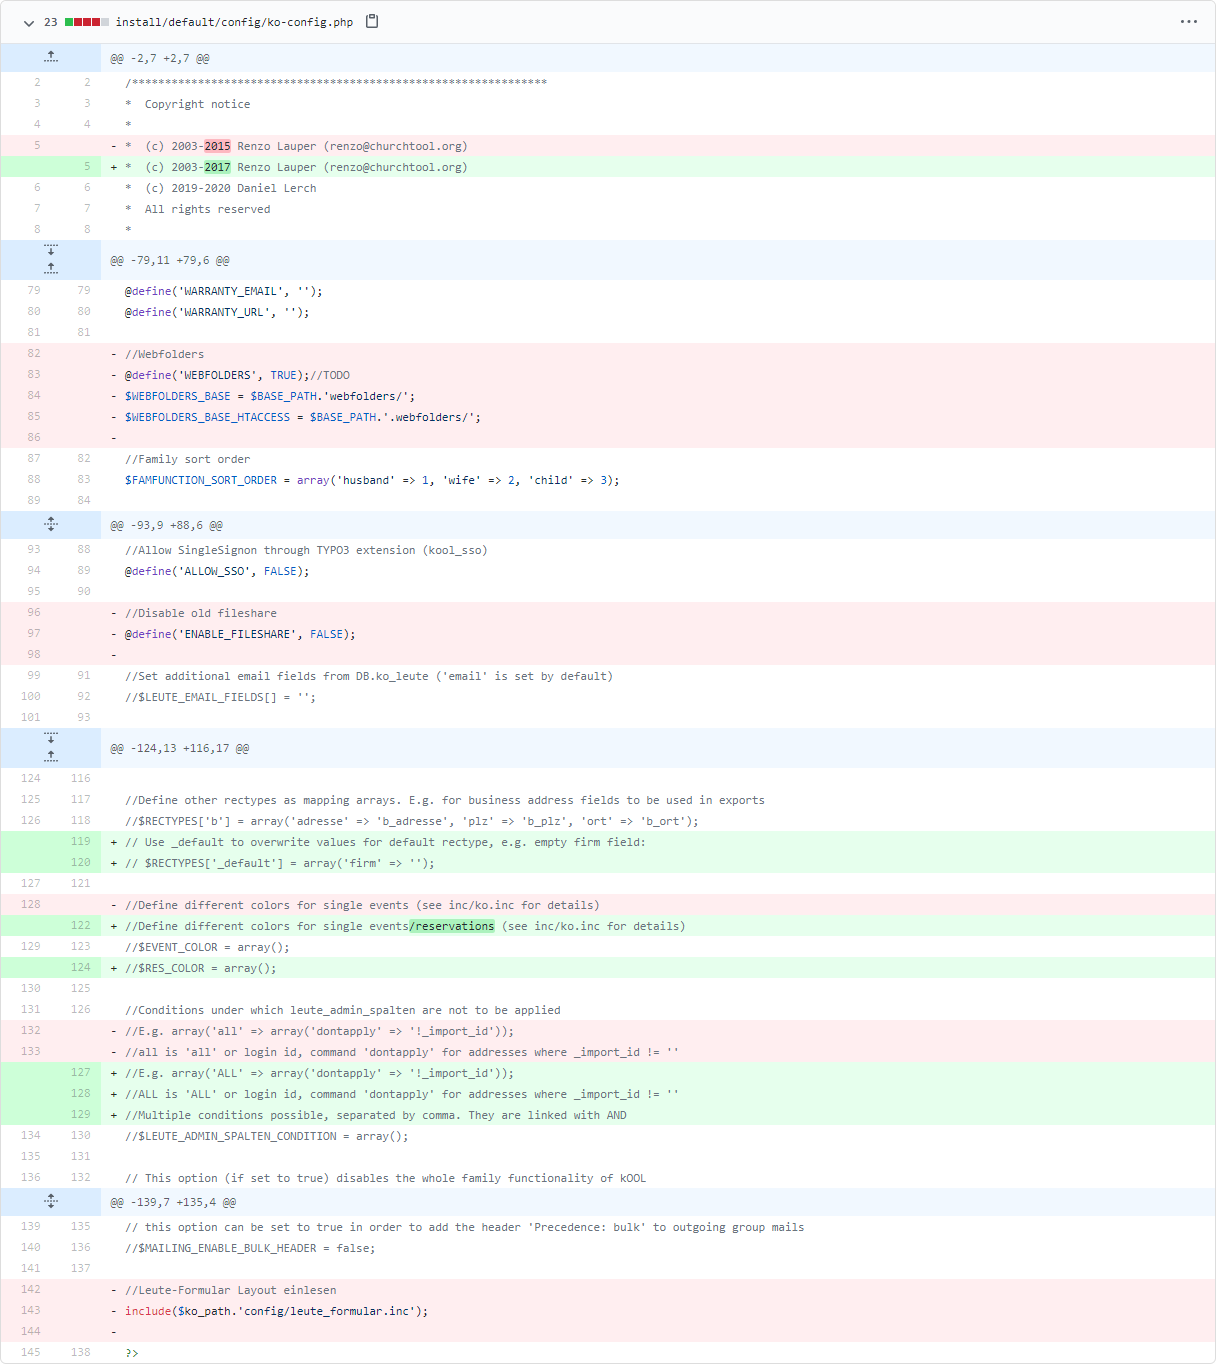 23 install/default/config/ko-config.php
@@ -2,7 +2,7 @@
2 2 /***************************************************************
3 3 *  Copyright notice
4 4 *
5 - *  (c) 2003-2015 Renzo Lauper (renzo@churchtool.org)
5 + *  (c) 2003-2017 Renzo Lauper (renzo@churchtool.org)
6 6 *  (c) 2019-2020 Daniel Lerch
7 7 *  All rights reserved
8 8 *
@@ -79,11 +79,6 @@
79 79 @define('WARRANTY_EMAIL', '');
80 80 @define('WARRANTY_URL', '');
81 81
82 - //Webfolders
83 - @define('WEBFOLDERS', TRUE);//TODO
84 - $WEBFOLDERS_BASE = $BASE_PATH.'webfolders/';
85 - $WEBFOLDERS_BASE_HTACCESS = $BASE_PATH.'.webfolders/';
86 -
87 82 //Family sort order
88 83 $FAMFUNCTION_SORT_ORDER = array('husband' => 1, 'wife' => 2, 'child' => 3);
89 84
@@ -93,9 +88,6 @@
93 88 //Allow SingleSignon through TYPO3 extension (kool_sso)
94 89 @define('ALLOW_SSO', FALSE);
95 90
96 - //Disable old fileshare
97 - @define('ENABLE_FILESHARE', FALSE);
98 -
99 91 //Set additional email fields from DB.ko_leute ('email' is set by default)
100 92 //$LEUTE_EMAIL_FIELDS[] = '';
101 93
@@ -124,13 +116,17 @@
124 116
125 117 //Define other rectypes as mapping arrays. E.g. for business address fields to be used in exports
126 118 //$RECTYPES['b'] = array('adresse' => 'b_adresse', 'plz' => 'b_plz', 'ort' => 'b_ort');
119 + // Use _default to overwrite values for default rectype, e.g. empty firm field:
120 + // $RECTYPES['_default'] = array('firm' => '');
127 121
128 - //Define different colors for single events (see inc/ko.inc for details)
122 + //Define different colors for single events/reservations (see inc/ko.inc for details)
129 123 //$EVENT_COLOR = array();
124 + //$RES_COLOR = array();
130 125
131 126 //Conditions under which leute_admin_spalten are not to be applied
132 - //E.g. array('all' => array('dontapply' => '!_import_id'));
133 - //all is 'all' or login id, command 'dontapply' for addresses where _import_id != ''
127 + //E.g. array('ALL' => array('dontapply' => '!_import_id'));
128 + //ALL is 'ALL' or login id, command 'dontapply' for addresses where _import_id != ''
129 + //Multiple conditions possible, separated by comma. They are linked with AND
134 130 //$LEUTE_ADMIN_SPALTEN_CONDITION = array();
135 131
136 132 // This option (if set to true) disables the whole family functionality of kOOL
@@ -139,7 +135,4 @@
139 135 // this option can be set to true in order to add the header 'Precedence: bulk' to outgoing group mails
140 136 //$MAILING_ENABLE_BULK_HEADER = false;
141 137
142 - //Leute-Formular Layout einlesen
143 - include($ko_path.'config/leute_formular.inc');
144 -
145 138 ?>